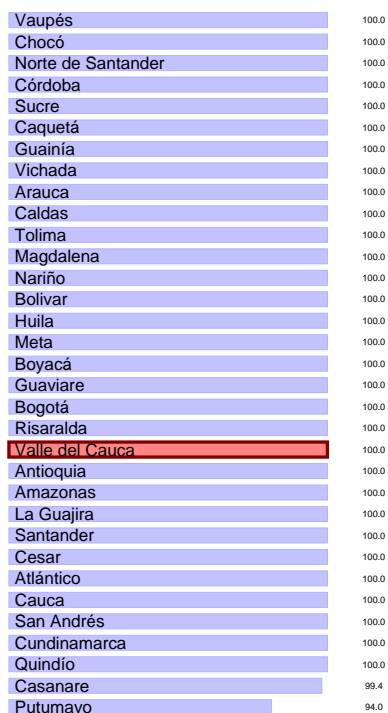 Vaupés 100.0
Chocó 100.0
Norte de Santander 100.0
Córdoba 100.0
Sucre 100.0
Caquetá 100.0
Guainía 100.0
Vichada 100.0
Arauca 100.0
Caldas 100.0
Tolima 100.0
Magdalena 100.0
Nariño 100.0
Bolivar 100.0
Huila 100.0
Meta 100.0
Boyacá 100.0
Guaviare 100.0
Bogotá 100.0
Risaralda 100.0
Valle del Cauca 100.0
Antioquia 100.0
Amazonas 100.0
La Guajira 100.0
Santander 100.0
Cesar 100.0
Atlántico 100.0
Cauca 100.0
San Andrés 100.0
Cundinamarca 100.0
Quindío 100.0
Casanare 99.4
Putumayo 94.0